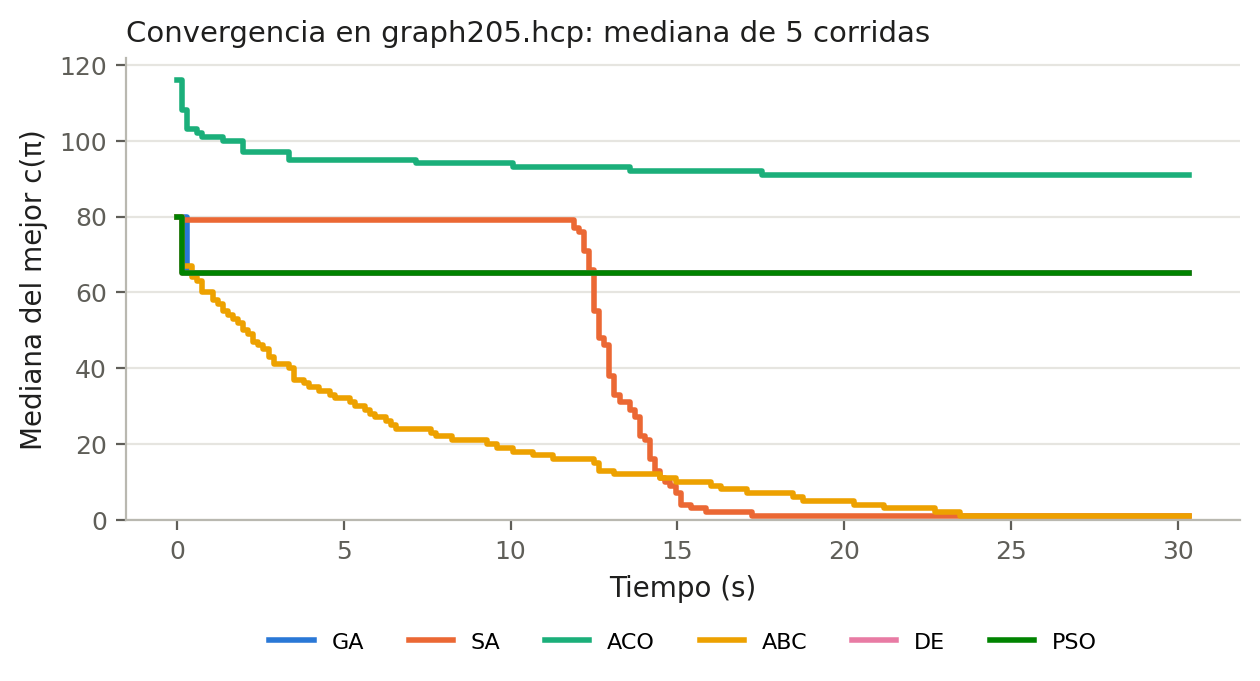 Convergencia en graph205.hcp: mediana de 5 corridas
Mediana del mejor c(π)
120
100
80
60
40
20
0
0 5 10 15 20 25 30
Tiempo (s)
GA SA ACO ABC DE PSO